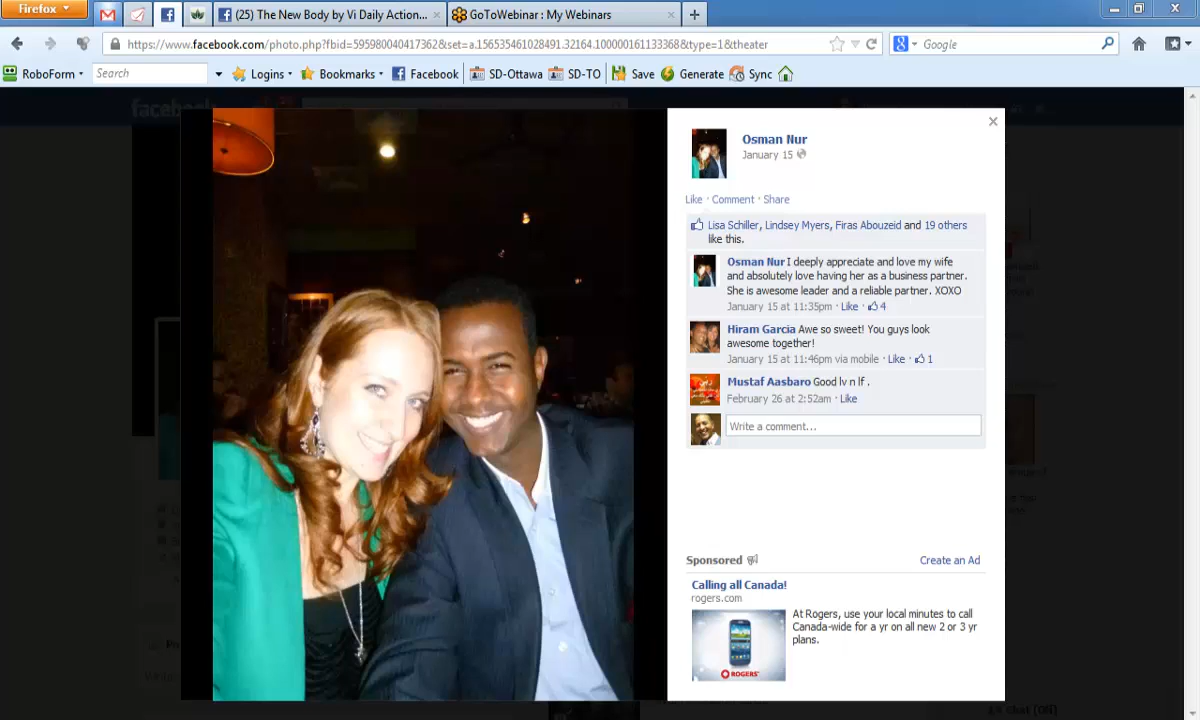 Firefox
(25) The New Body by Vi Daily Action...
GoToWebinar : My Webinars
https://www.facebook.com/photo.php?fbid=595980040417362&set=a.156535461028491.32164.100000161133368&type=1&theater
Google
RoboForm
Search
Logins
Bookmarks
Facebook
SD-Ottawa
SD-TO
Save
Generate
Sync
Osman Nur
January 15
Like · Comment · Share
Lisa Schiller, Lindsey Myers, Firas Abouzeid and 19 others
like this.
Osman Nur I deeply appreciate and love my wife
and absolutely love having her as a business partner.
She is awesome leader and a reliable partner. XOXO
January 15 at 11:35pm · Like · 4
Hiram Garcia Awe so sweet! You guys look
awesome together!
January 15 at 11:46pm via mobile · Like · 1
Mustaf Aasbaro Good lv n lf .
February 26 at 2:52am · Like
Write a comment...
Sponsored
Create an Ad
Calling all Canada!
rogers.com
At Rogers, use your local minutes to call
Canada-wide for a yr on all new 2 or 3 yr
plans.
ROGERS